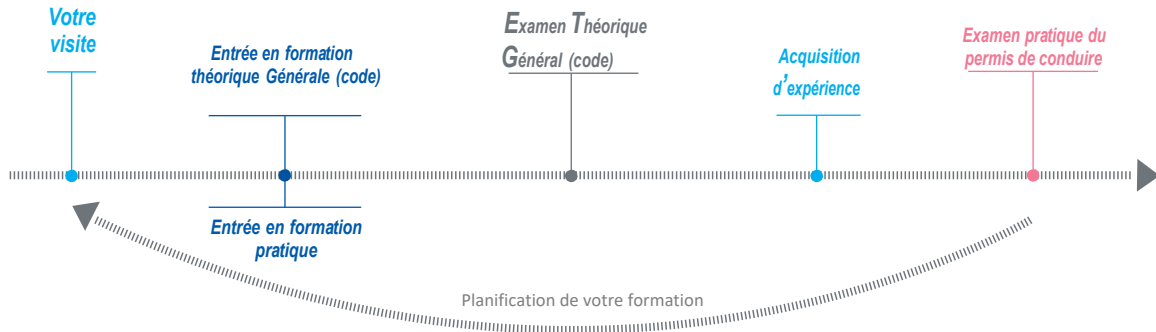 Votre
visite
Entrée en formation
théorique Générale (code)
Examen Théorique
Général (code)
Acquisition
d’expérience
Examen pratique du
permis de conduire
Entrée en formation
pratique
Planification de votre formation